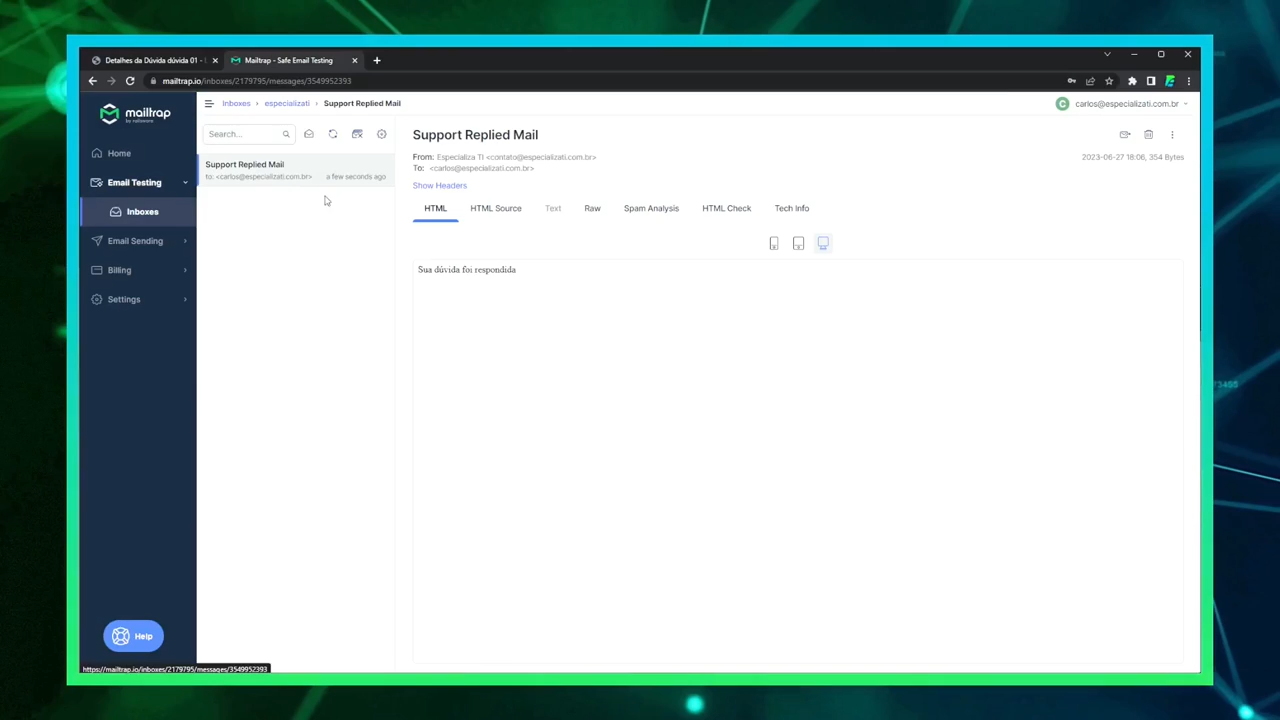 Detalhes da Dúvida dúvida 01 -
Mailtrap - Safe Email Testing
mailtrap.io/inboxes/2179795/messages/3549952393
mailtrap
by railsware
Inboxes > especializati > Support Replied Mail
C carlos@especializati.com.br
Search...
Home
Email Testing
Inboxes
Email Sending
Billing
Settings
Help
Support Replied Mail
to: <carlos@especializati.com.br> a few seconds ago
Support Replied Mail
From: Especializa TI <contato@especializati.com.br>
To: <carlos@especializati.com.br>
2023-06-27 18:06, 354 Bytes
Show Headers
HTML HTML Source Text Raw Spam Analysis HTML Check Tech Info
Sua dúvida foi respondida
https://mailtrap.io/inboxes/2179795/messages/3549952393